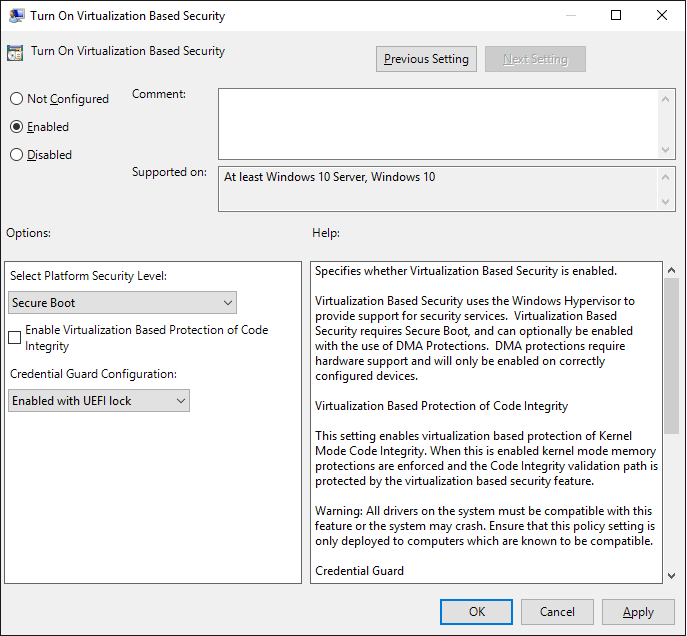 Turn On Virtualization Based Security
Turn On Virtualization Based Security
Previous Setting
Next Setting
Not Configured
Enabled
Disabled
Comment:
Supported on:
At least Windows 10 Server, Windows 10
Options:
Help:
Select Platform Security Level:
Secure Boot
Enable Virtualization Based Protection of Code
Integrity
Credential Guard Configuration:
Enabled with UEFI lock
Specifies whether Virtualization Based Security is enabled.
Virtualization Based Security uses the Windows Hypervisor to
provide support for security services.  Virtualization Based
Security requires Secure Boot, and can optionally be enabled
with the use of DMA Protections.  DMA protections require
hardware support and will only be enabled on correctly
configured devices.
Virtualization Based Protection of Code Integrity
This setting enables virtualization based protection of Kernel
Mode Code Integrity. When this is enabled kernel mode memory
protections are enforced and the Code Integrity validation path is
protected by the virtualization based security feature.
Warning: All drivers on the system must be compatible with this
feature or the system may crash. Ensure that this policy setting is
only deployed to computers which are known to be compatible.
Credential Guard
OK
Cancel
Apply